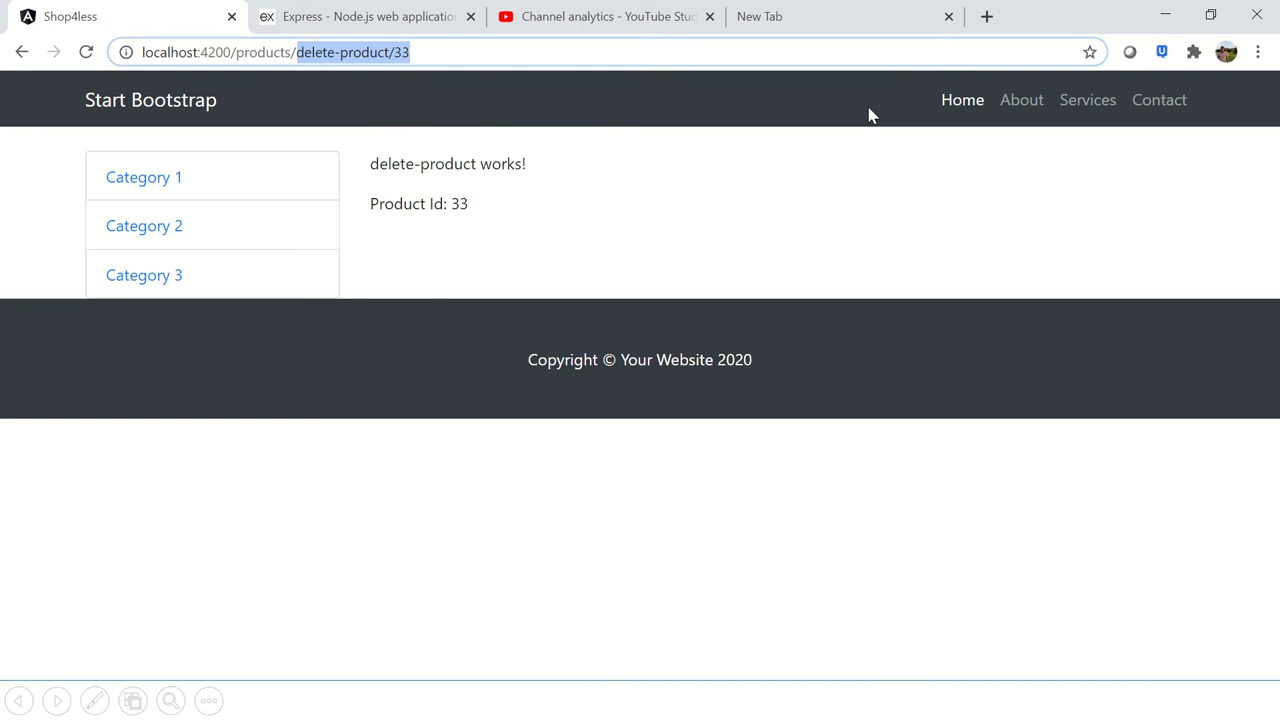 Shop4less
ex Express - Node.js web application
Channel analytics - YouTube Stud
New Tab
localhost:4200/products/delete-product/33
Start Bootstrap
Home About Services Contact
Category 1
Category 2
Category 3
delete-product works!
Product Id: 33
Copyright © Your Website 2020